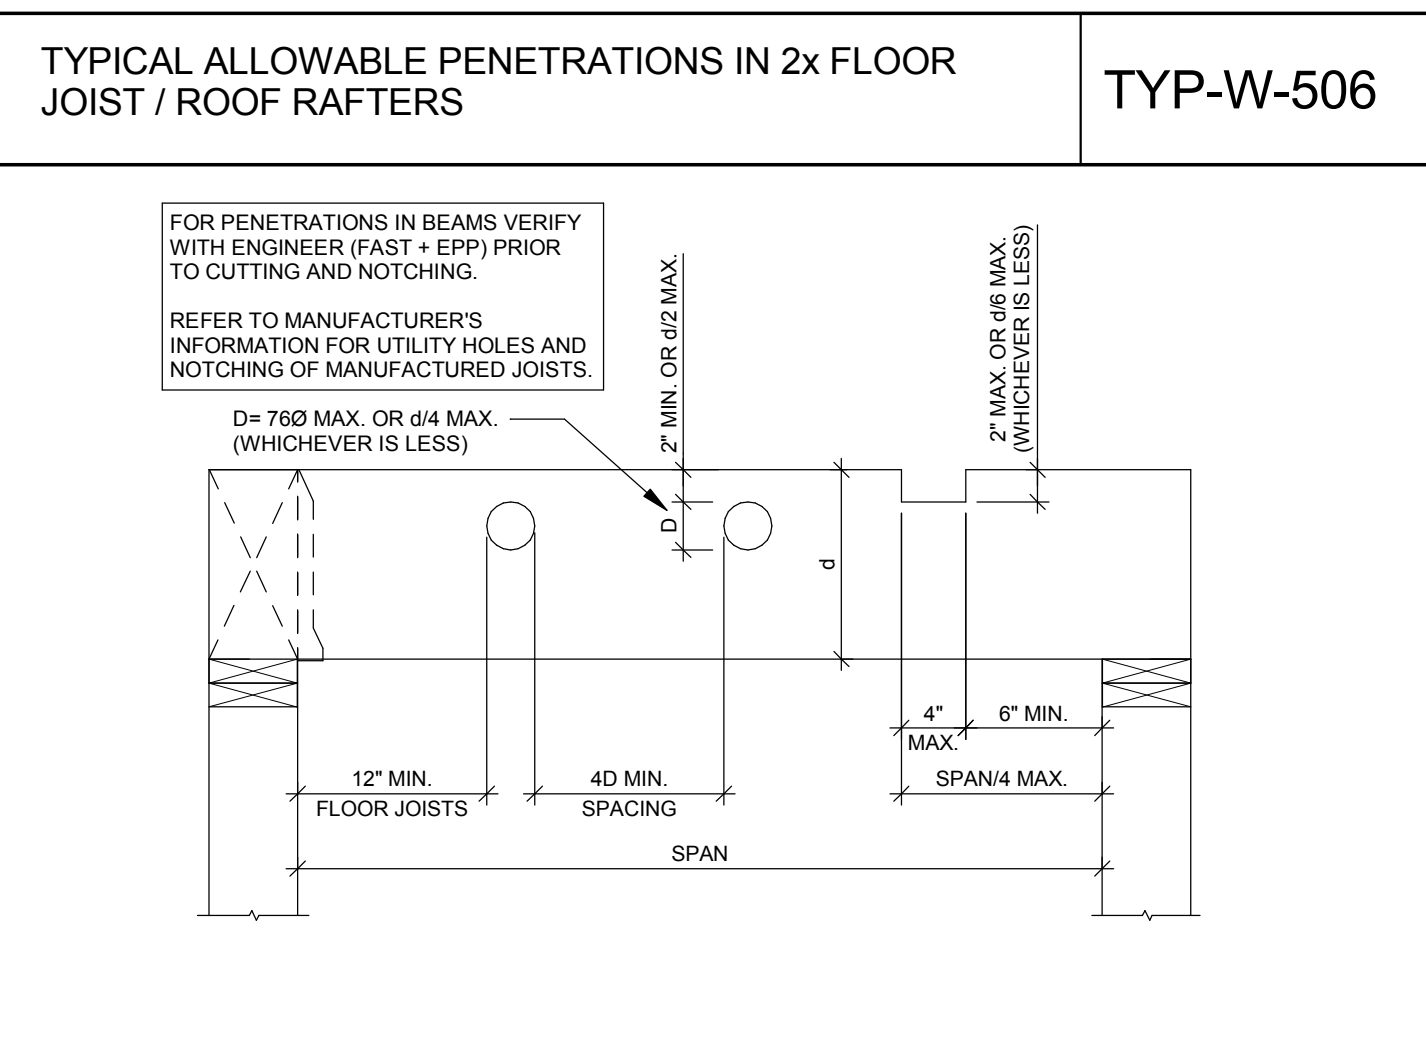 TYPICAL ALLOWABLE PENETRATIONS IN 2x FLOOR
JOIST / ROOF RAFTERS
TYP-W-506
FOR PENETRATIONS IN BEAMS VERIFY
WITH ENGINEER (FAST + EPP) PRIOR
TO CUTTING AND NOTCHING.
REFER TO MANUFACTURER'S
INFORMATION FOR UTILITY HOLES AND
NOTCHING OF MANUFACTURED JOISTS.
D= 76Ø MAX. OR d/4 MAX.
(WHICHEVER IS LESS)
2" MIN. OR d/2 MAX.
D
d
2" MAX. OR d/6 MAX.
(WHICHEVER IS LESS)
4"
MAX.
6" MIN.
12" MIN.
FLOOR JOISTS
4D MIN.
SPACING
SPAN/4 MAX.
SPAN